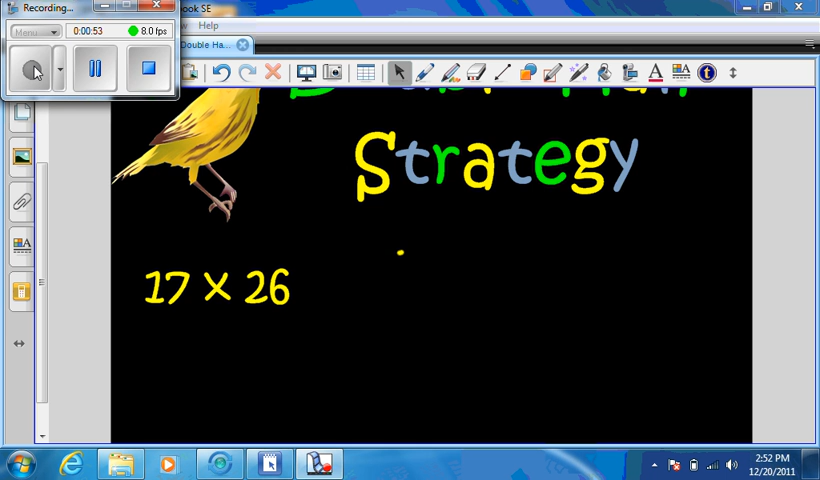 Recording...
ook SE
Menu
0:00:53
8.0 fps
w Help
Double Ha...
Strategy
17 x 26
2:52 PM
12/20/2011